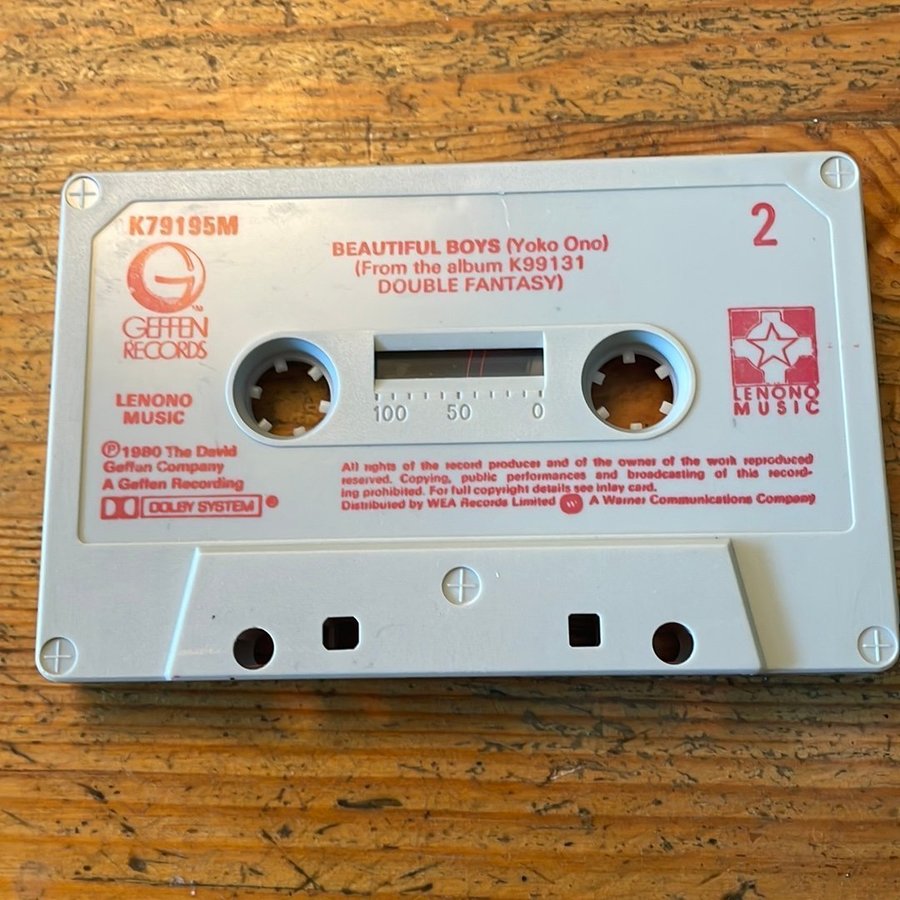 K79195M
2
BEAUTIFUL BOYS (Yoko Ono)
(From the album K99131
DOUBLE FANTASY)
G
TM
GEFFEN
RECORDS
100 50 0
LENONO
MUSIC
LENONO
MUSIC
Ⓟ1980 The David
Geffen Company
A Geffen Recording
DOLBY SYSTEM
All rights of the record producer and of the owner of the work reproduced
reserved. Copying, public performances and broadcasting of this record-
ing prohibited. For full copyright details see inlay card.
Distributed by WEA Records Limited W A Warner Communications Company